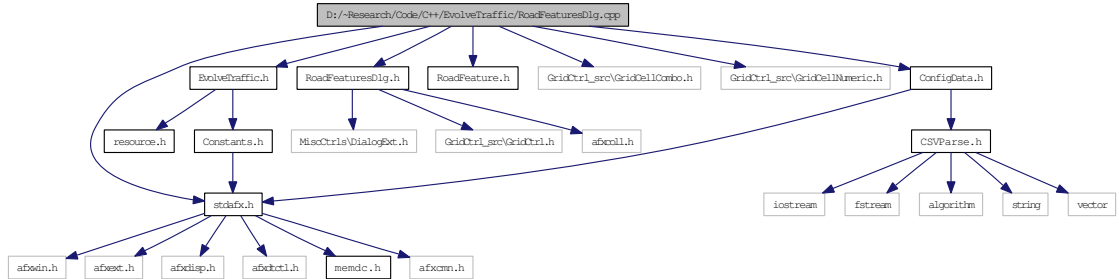 D:/~Research/Code/C++/EvolveTraffic/RoadFeaturesDlg.cpp
EvolveTraffic.h RoadFeaturesDlg.h RoadFeature.h GridCtrl_src\GridCellCombo.h GridCtrl_src\GridCellNumeric.h ConfigData.h
resource.h Constants.h MiscCtrls\DialogExt.h GridCtrl_src\GridCtrl.h afxcoll.h CSVParse.h
stdafx.h iostream fstream algorithm string vector
afxwin.h afxext.h afxdisp.h afxdtctl.h memdc.h afxcmn.h